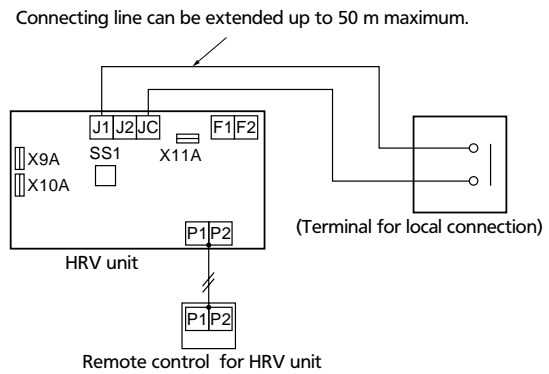 Connecting line can be extended up to 50 m maximum.
J1 J2 JC F1 F2
SS1 X11A
X9A
X10A
P1 P2
(Terminal for local connection)
HRV unit
P1 P2
Remote control for HRV unit